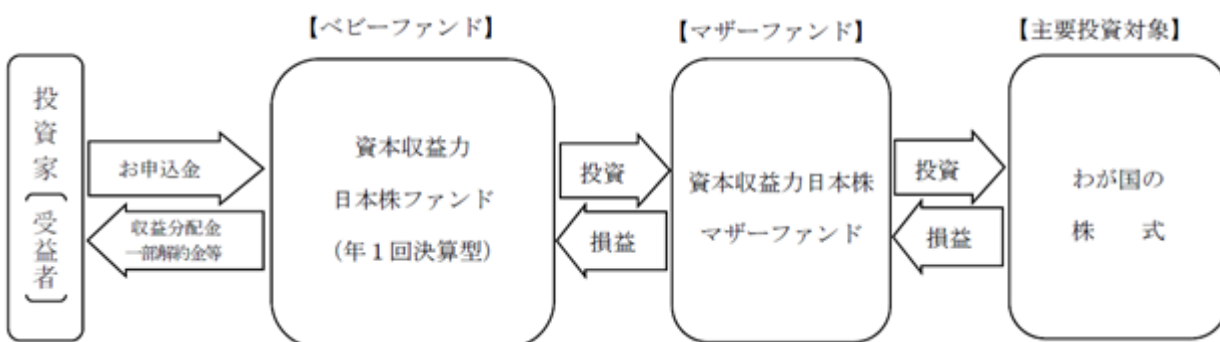 【ベビーファンド】
【マザーファンド】
【主要投資対象】
投資家(受益者)
お申込金
収益分配金
一部解約金等
資本収益力
日本株ファンド
(年1回決算型)
投資
損益
資本収益力日本株
マザーファンド
投資
損益
わが国の
株 式